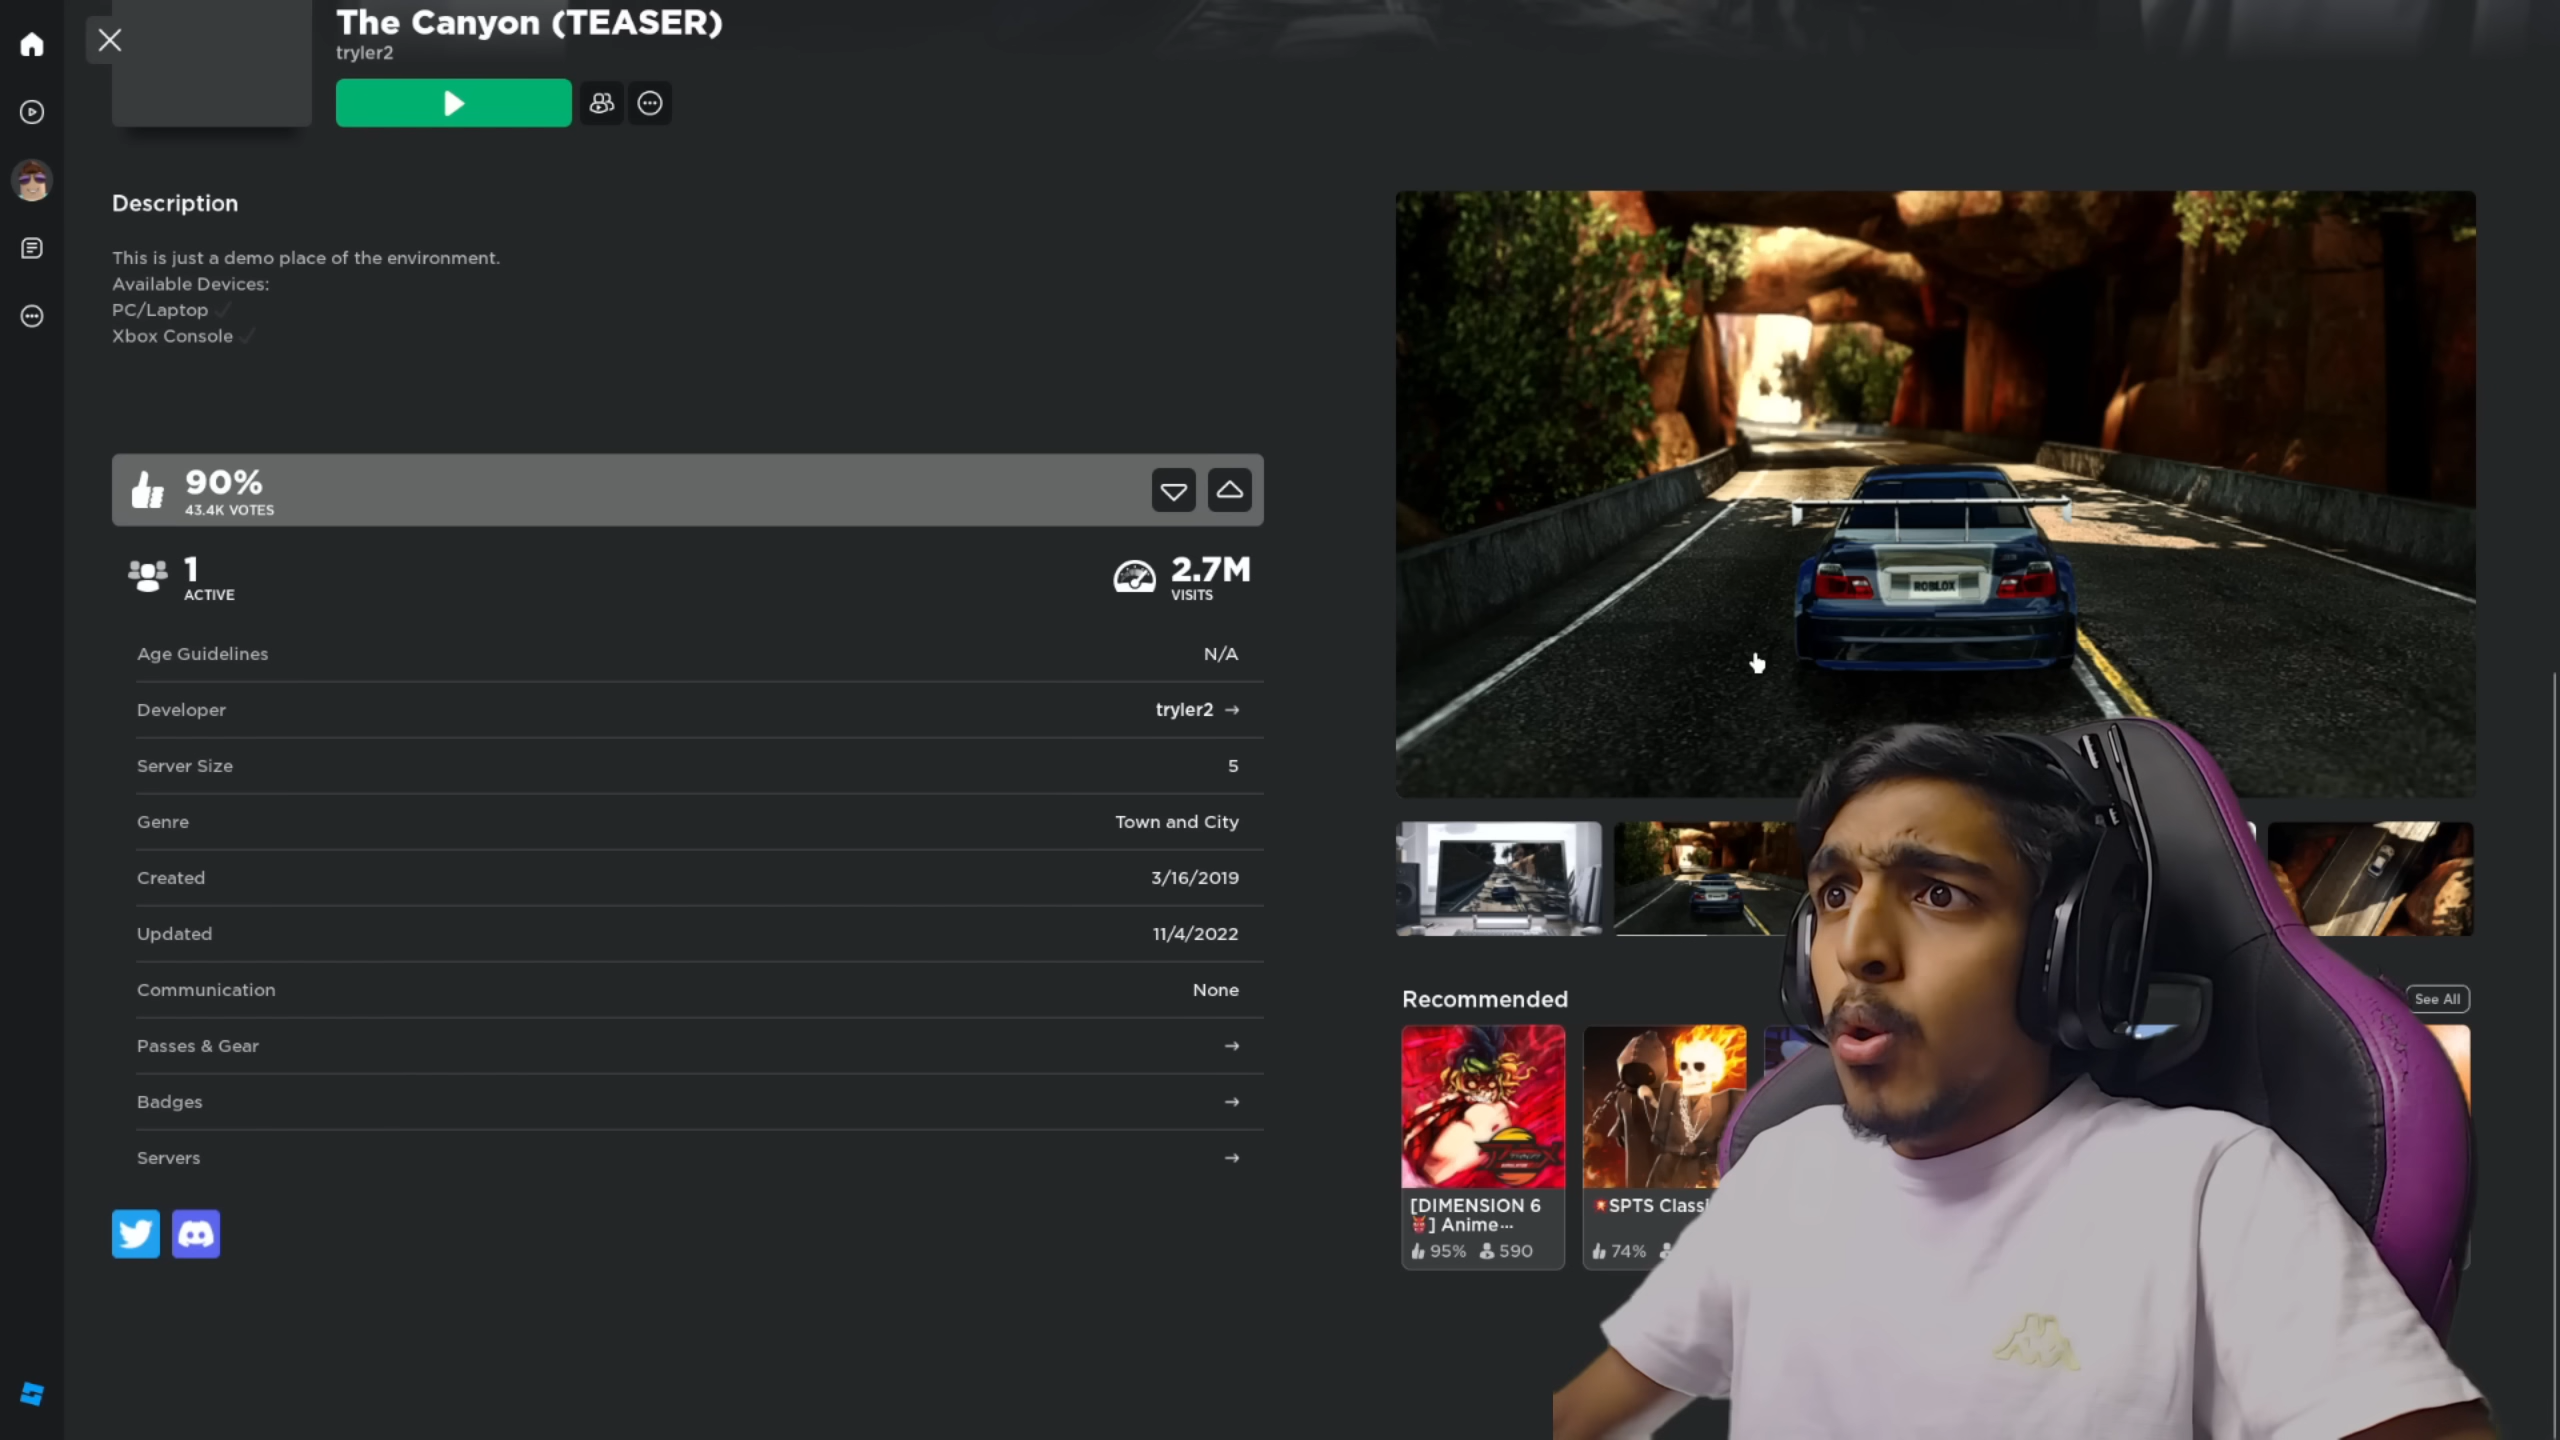 The Canyon (TEASER)
tryler2
Description
This is just a demo place of the environment.
Available Devices:
PC/Laptop ✓
Xbox Console ✓
90%
43.4K VOTES
1
ACTIVE
2.7M
VISITS
Age Guidelines
N/A
Developer
tryler2 →
Server Size
5
Genre
Town and City
Created
3/16/2019
Updated
11/4/2022
Communication
None
Passes & Gear
Badges
Servers
ROBLOX
Recommended
See All
[DIMENSION 6
👹] Anime...
95% 590
💥SPTS Classi
74%